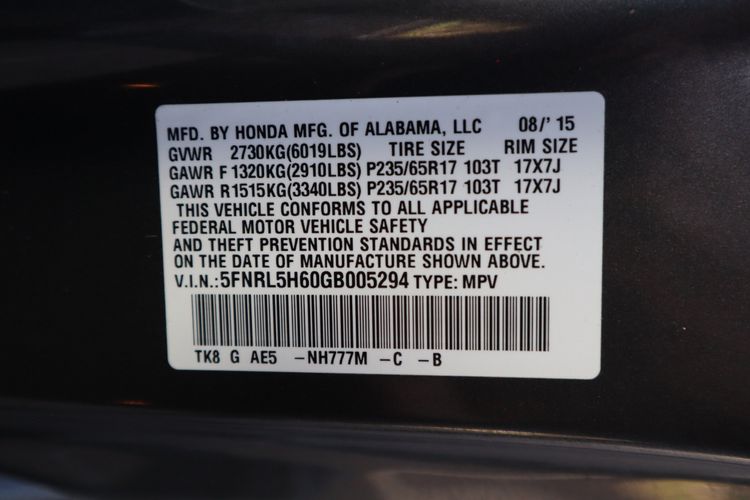 MFD. BY HONDA MFG. OF ALABAMA, LLC 08/' 15
GVWR 2730KG(6019LBS) TIRE SIZE RIM SIZE
GAWR F 1320KG(2910LBS) P235/65R17 103T 17X7J
GAWR R1515KG(3340LBS) P235/65R17 103T 17X7J
THIS VEHICLE CONFORMS TO ALL APPLICABLE
FEDERAL MOTOR VEHICLE SAFETY
AND THEFT PREVENTION STANDARDS IN EFFECT
ON THE DATE OF MANUFACTURE SHOWN ABOVE.
V.I.N.:5FNRL5H60GB005294 TYPE: MPV
TK8 G AE5 -NH777M -C -B